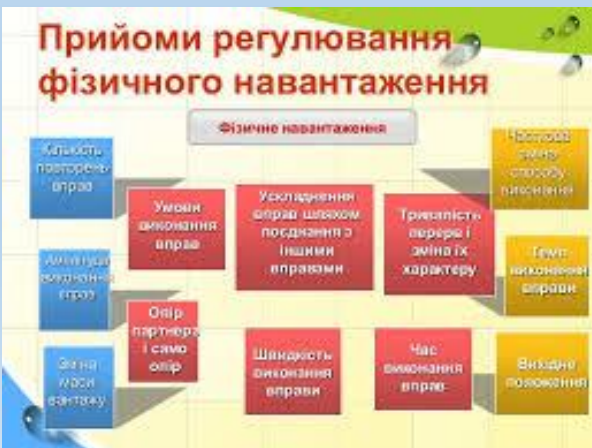 Прийоми регулювання
фізичного навантаження
Фізичне навантаження
Кількість
повторень
вправ
Умови
виконання
вправ
Ускладнення
вправ шляхом
поєднання з
іншими
вправами
Тривалість
перерв і
зміна їх
характеру
Часткова
зміна
способу
виконання
Амплітуда
виконання
вправ
Темп
виконання
вправи
Опір
партнера
і само
опір
Зміна
маси
вантажу
Швидкість
виконання
вправи
Час
виконання
вправ
Вихідне
положення